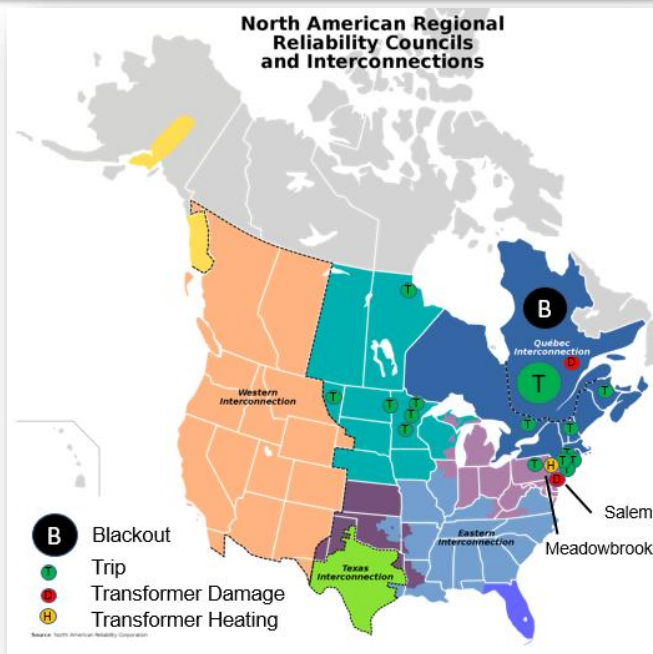 North American Regional
Reliability Councils
and Interconnections
T
B
Québec
Interconnection
D
T
T
T
T
T
T
T
T
T
T
Western
Interconnection
T
T
T
T
H
D
Salem
Meadowbrook
Eastern
Interconnection
Texas
Interconnection
B Blackout
T Trip
D Transformer Damage
H Transformer Heating
Source: North American Reliability Corporation